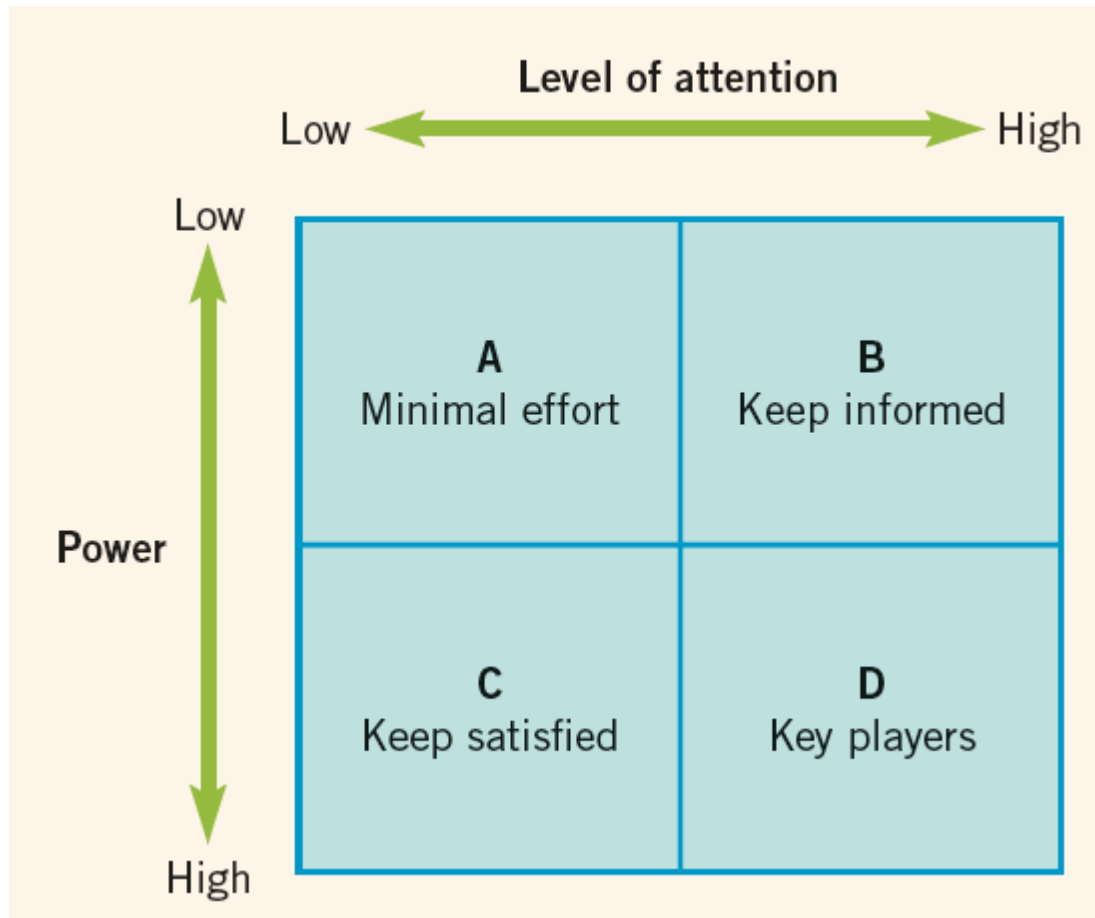 Level of attention
Low
High
Low
A
Minimal effort
B
Keep informed
Power
C
Keep satisfied
D
Key players
High